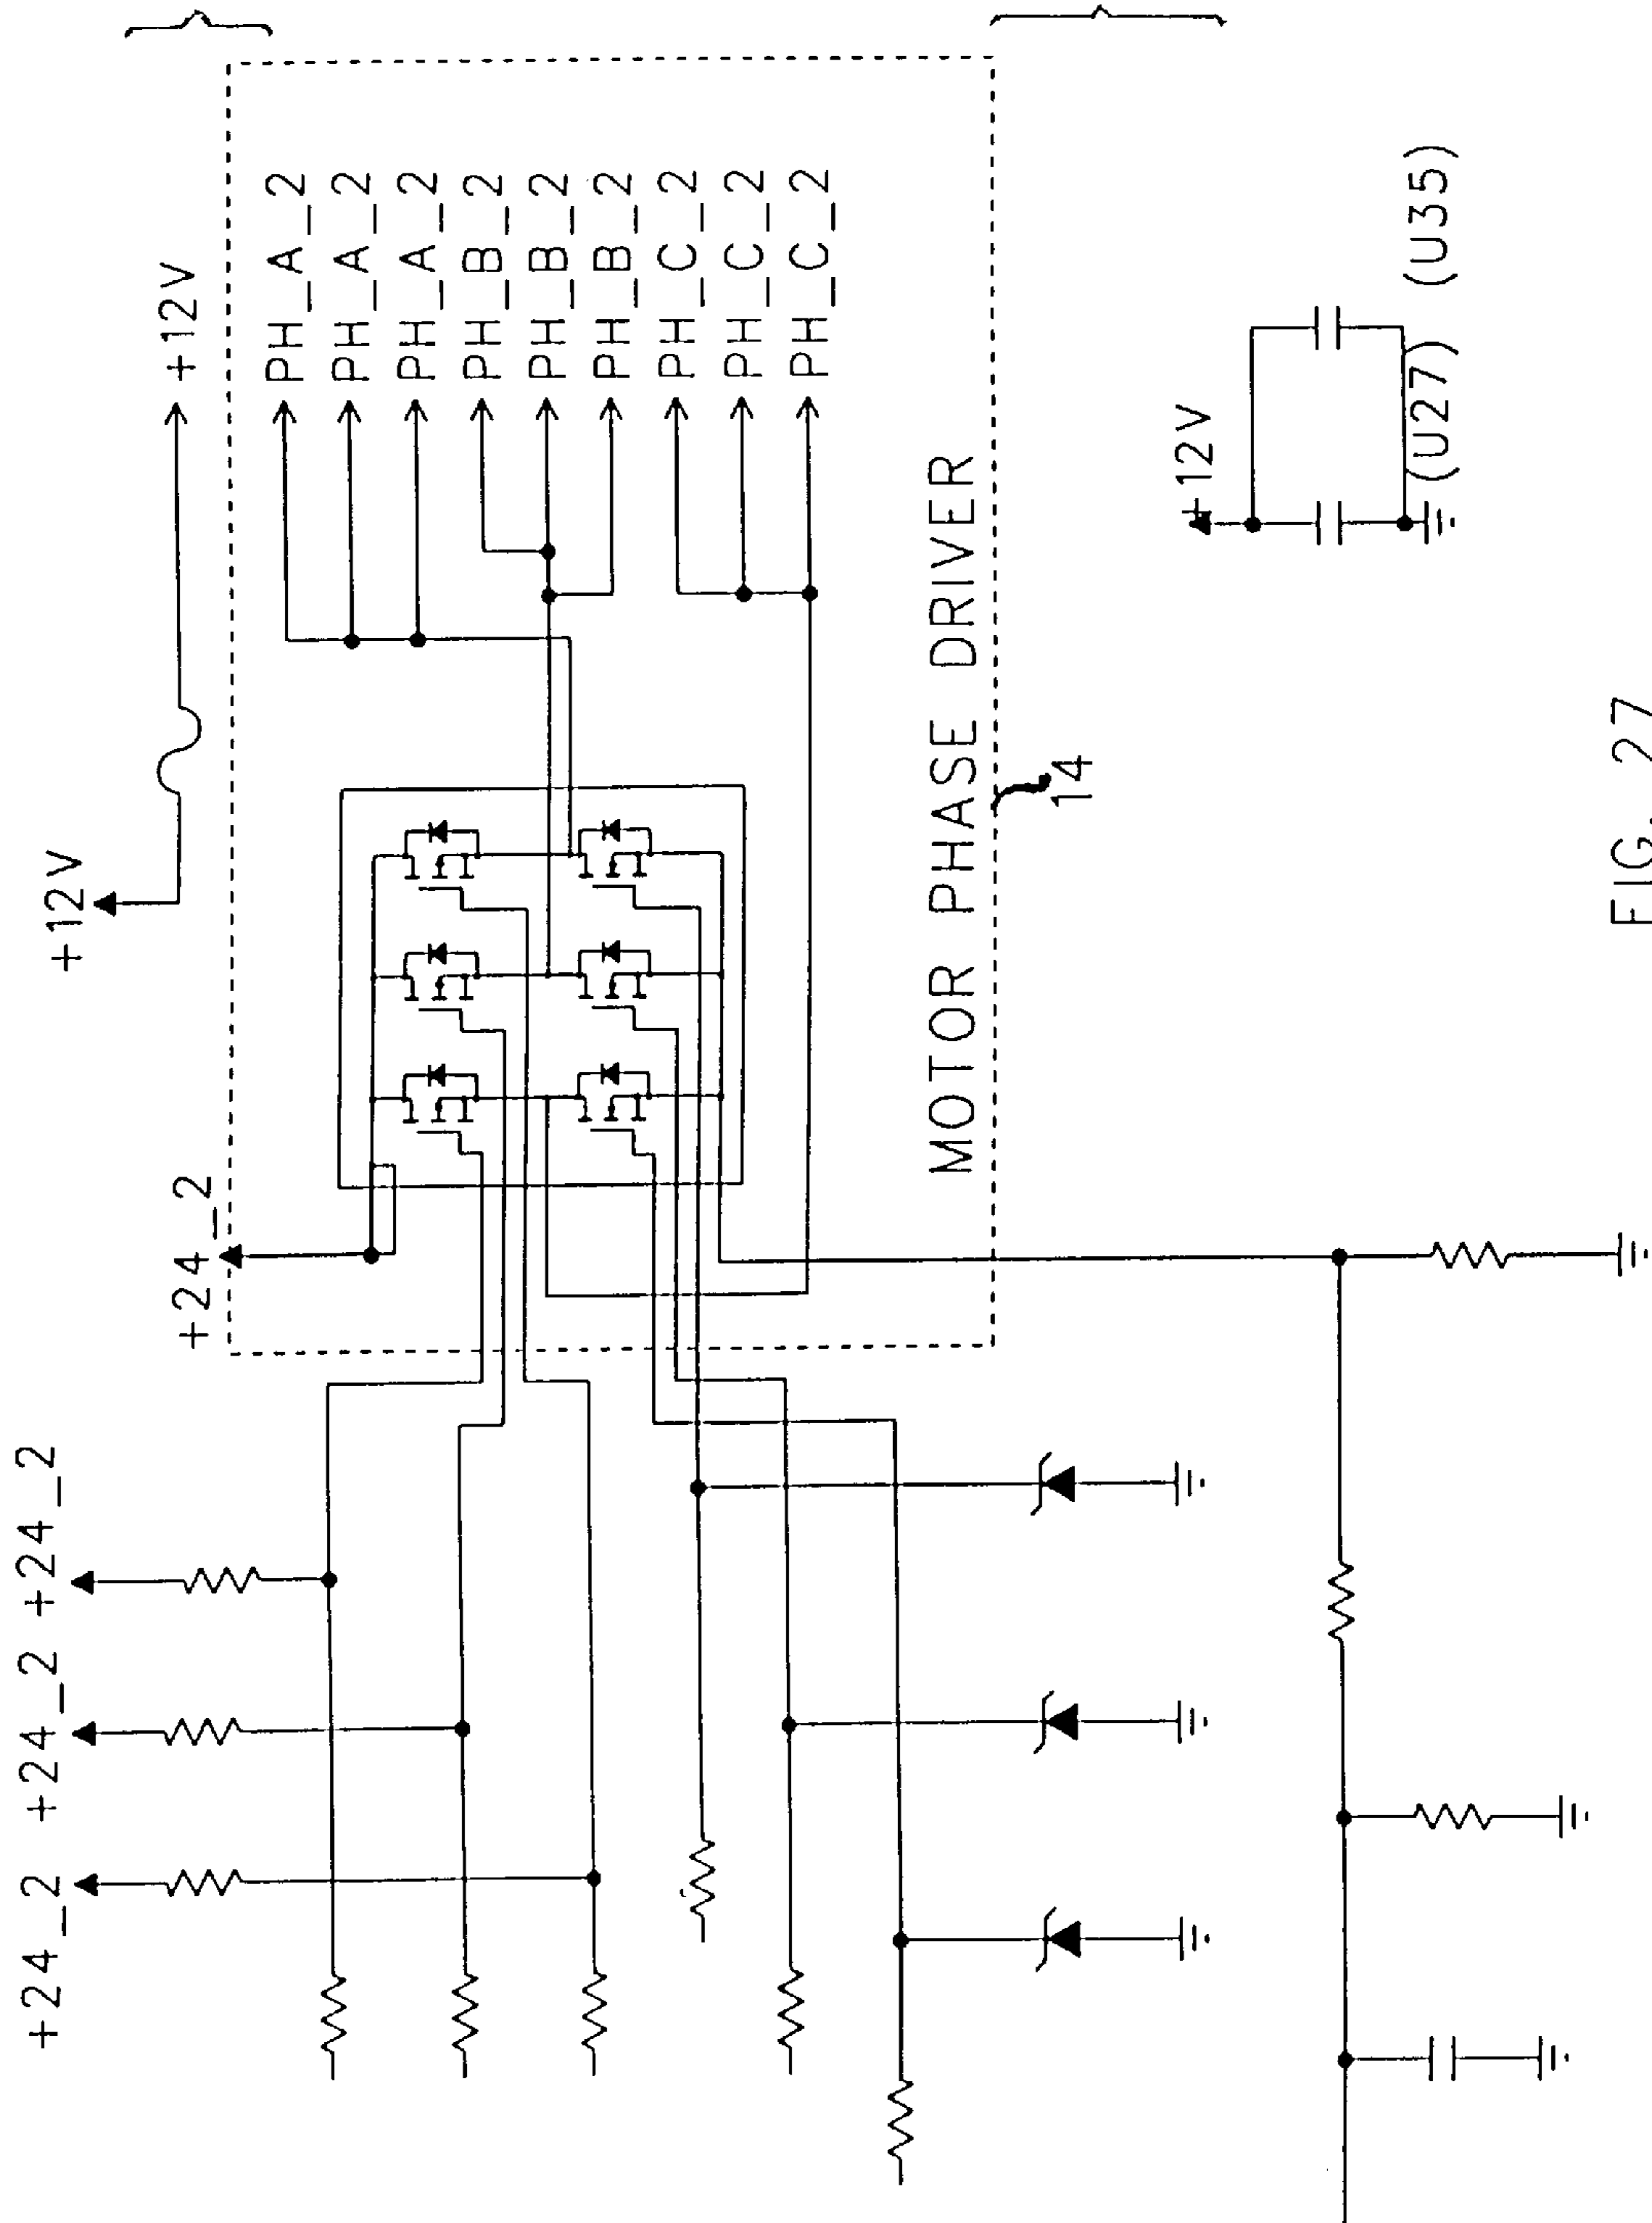 +12V
+12V
+24_2
+24_2
+24_2
+24_2
PH_A_2
PH_A_2
PH_A_2
PH_B_2
PH_B_2
PH_B_2
PH_C_2
PH_C_2
PH_C_2
MOTOR PHASE DRIVER
14
+12V
(U27)
(U35)
FIG. 27